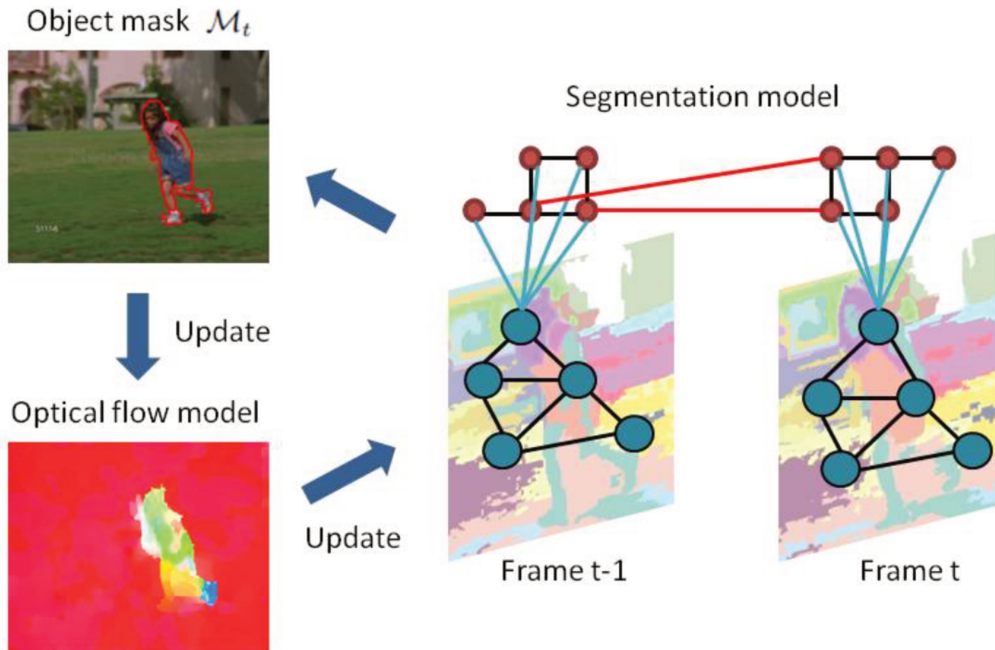 Object mask $\mathcal{M}_t$
Segmentation model
Update
Optical flow model
Update
Frame t-1
Frame t